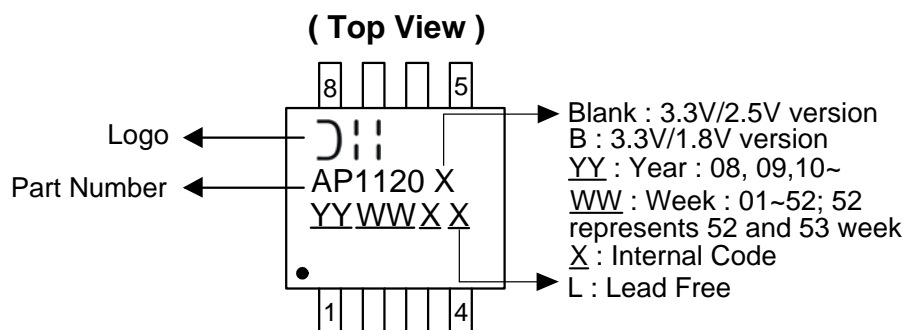 ( Top View )
8 5
Logo
Part Number
AP1120 X
YY WW X X
1 4
Blank : 3.3V/2.5V version
B : 3.3V/1.8V version
YY : Year : 08, 09,10~
WW : Week : 01~52; 52
represents 52 and 53 week
X : Internal Code
L : Lead Free